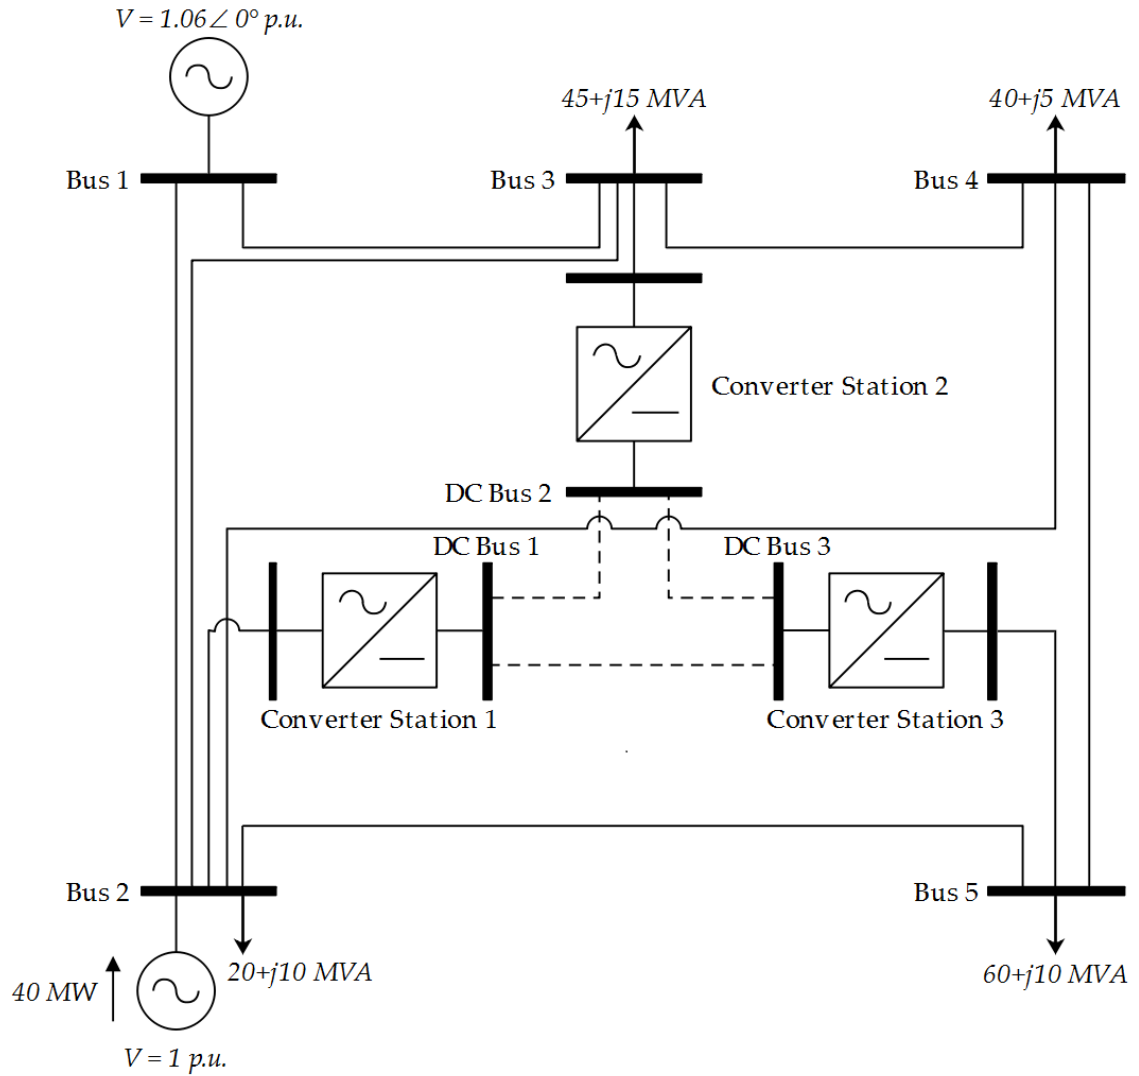 V = 1.06∠ 0° p.u.
45+j15 MVA
40+j5 MVA
Bus 1
Bus 3
Bus 4
Converter Station 2
DC Bus 2
DC Bus 1
DC Bus 3
Converter Station 1
Converter Station 3
Bus 2
Bus 5
20+j10 MVA
60+j10 MVA
40 MW
V = 1 p.u.